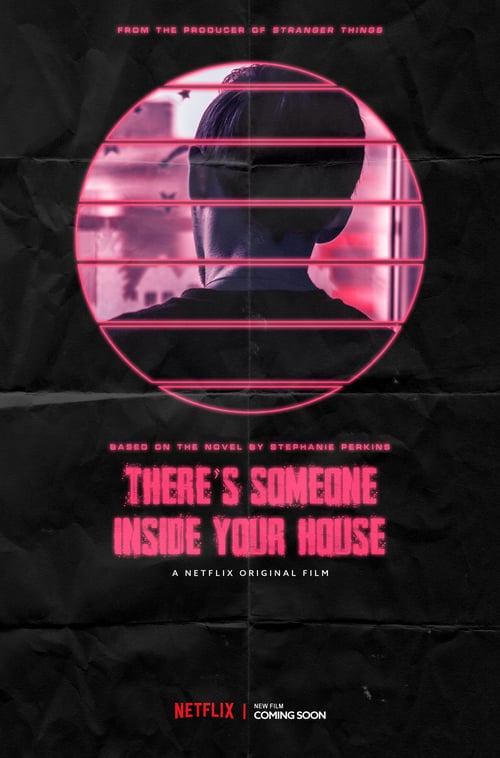 FROM THE PRODUCER OF STRANGER THINGS
BASED ON THE NOVEL BY STEPHANIE PERKINS
THERE'S SOMEONE
INSIDE YOUR HOUSE
A NETFLIX ORIGINAL FILM
NETFLIX | NEW FILM
COMING SOON